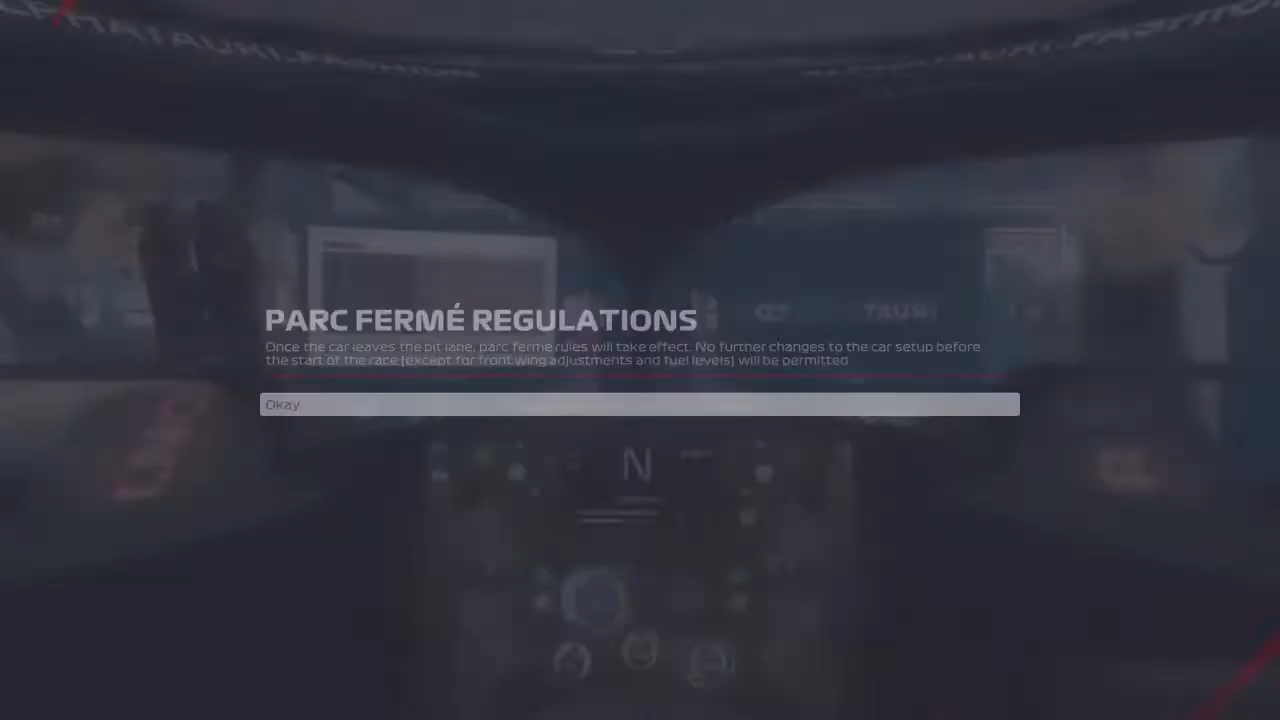 PARC FERMÉ REGULATIONS
Once the car leaves the pit lane, parc fermé rules will take effect. No further changes to the car setup before
the start of the race (except for front wing adjustments and fuel levels) will be permitted
Okay
TAURI
N